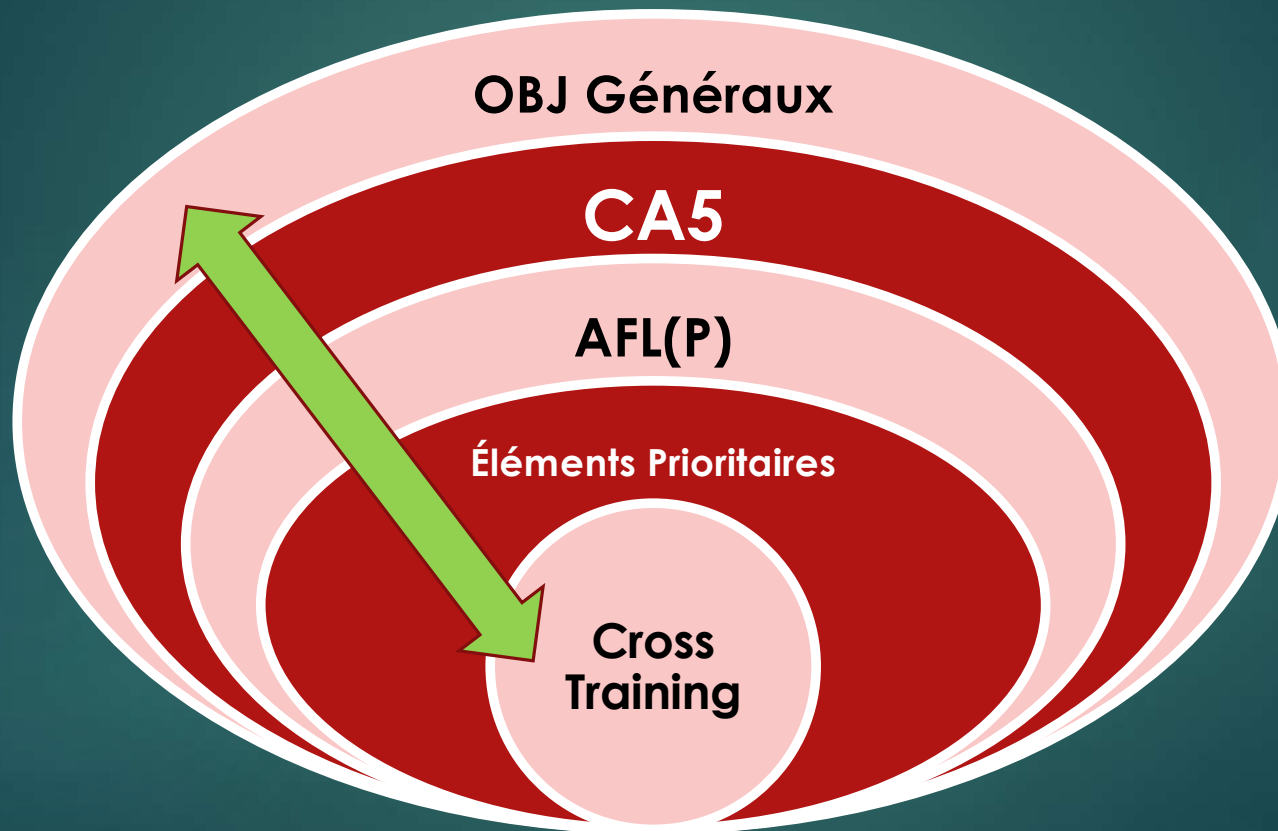 OBJ Généraux
CA5
AFL(P)
Éléments Prioritaires
Cross
Training